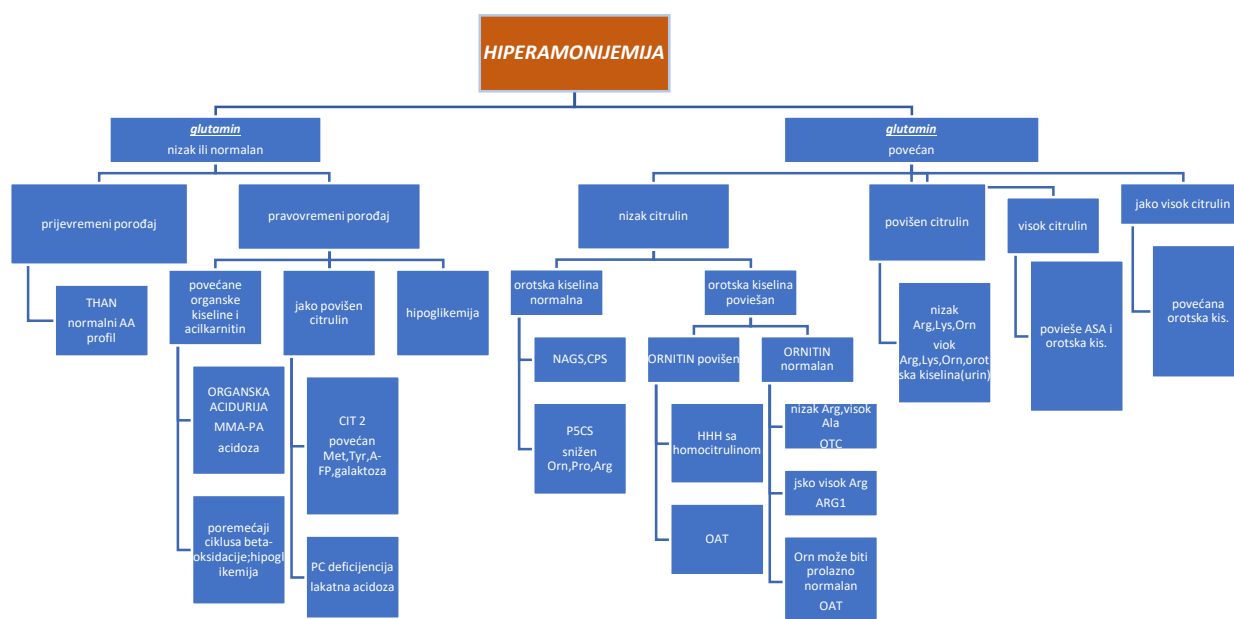 HIPERAMONIJEMIJA
glutamin
nizak ili normalan
glutamin
povećan
prijevremeni porođaj
THAN
normalni AA
profil
pravovremeni porođaj
povećane
organske
kiseline i
acilkarnitin
ORGANSKA
ACIDURIJA
MMA-PA
acidoza
poremećaji
ciklusa beta-
oksidacije;hipogl
ikemija
jako povišen
citrulin
CIT 2
povećan
Met,Tyr,A-
FP,galaktoza
PC deficijencija
lakatna acidoza
hipoglikemija
nizak citrulin
orotska kiselina
normalna
NAGS,CPS
P5CS
snižen
Orn,Pro,Arg
orotska kiselina
poviešan
ORNITIN povišen
HHH sa
homocitrulinom
OAT
ORNITIN
normalan
nizak Arg,visok
Ala
OTC
jsko visok Arg
ARG1
Orn može biti
prolazno
normalan
OAT
povišen citrulin
nizak
Arg,Lys,Orn
viok
Arg,Lys,Orn,orot
ska kiselina(urin)
visok citrulin
povieše ASA i
orotska kis.
jako visok citrulin
povećana
orotska kis.